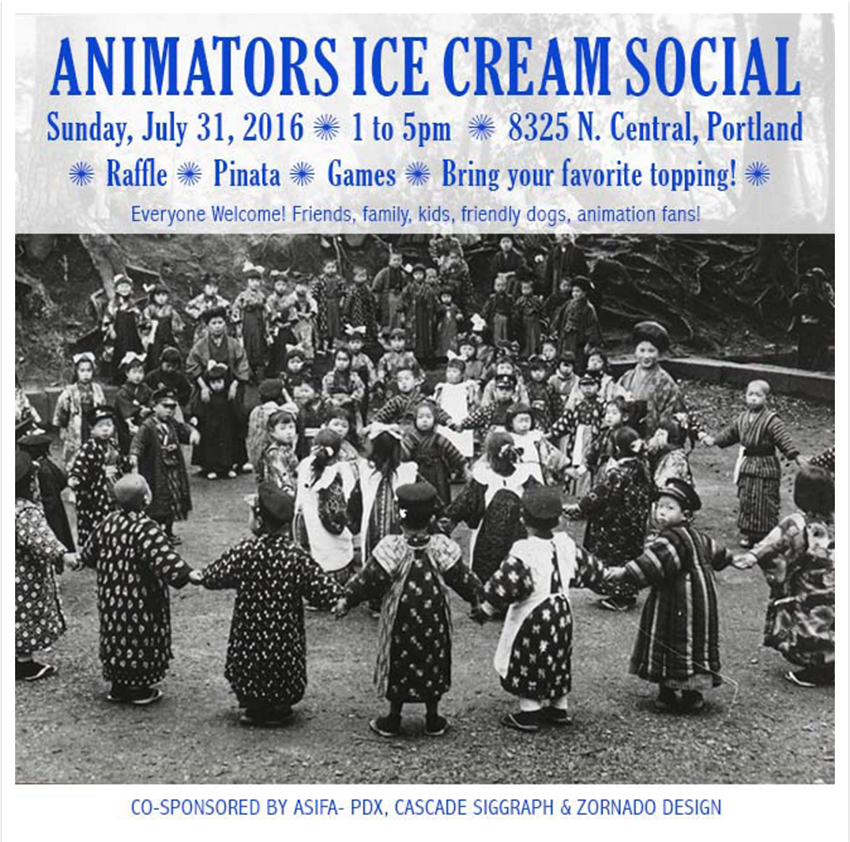 ANIMATORS ICE CREAM SOCIAL
Sunday, July 31, 2016 ✺ 1 to 5pm ✺ 8325 N. Central, Portland
✺ Raffle ✺ Pinata ✺ Games ✺ Bring your favorite topping! ✺
Everyone Welcome! Friends, family, kids, friendly dogs, animation fans!
CO-SPONSORED BY ASIFA- PDX, CASCADE SIGGRAPH & ZORNADO DESIGN